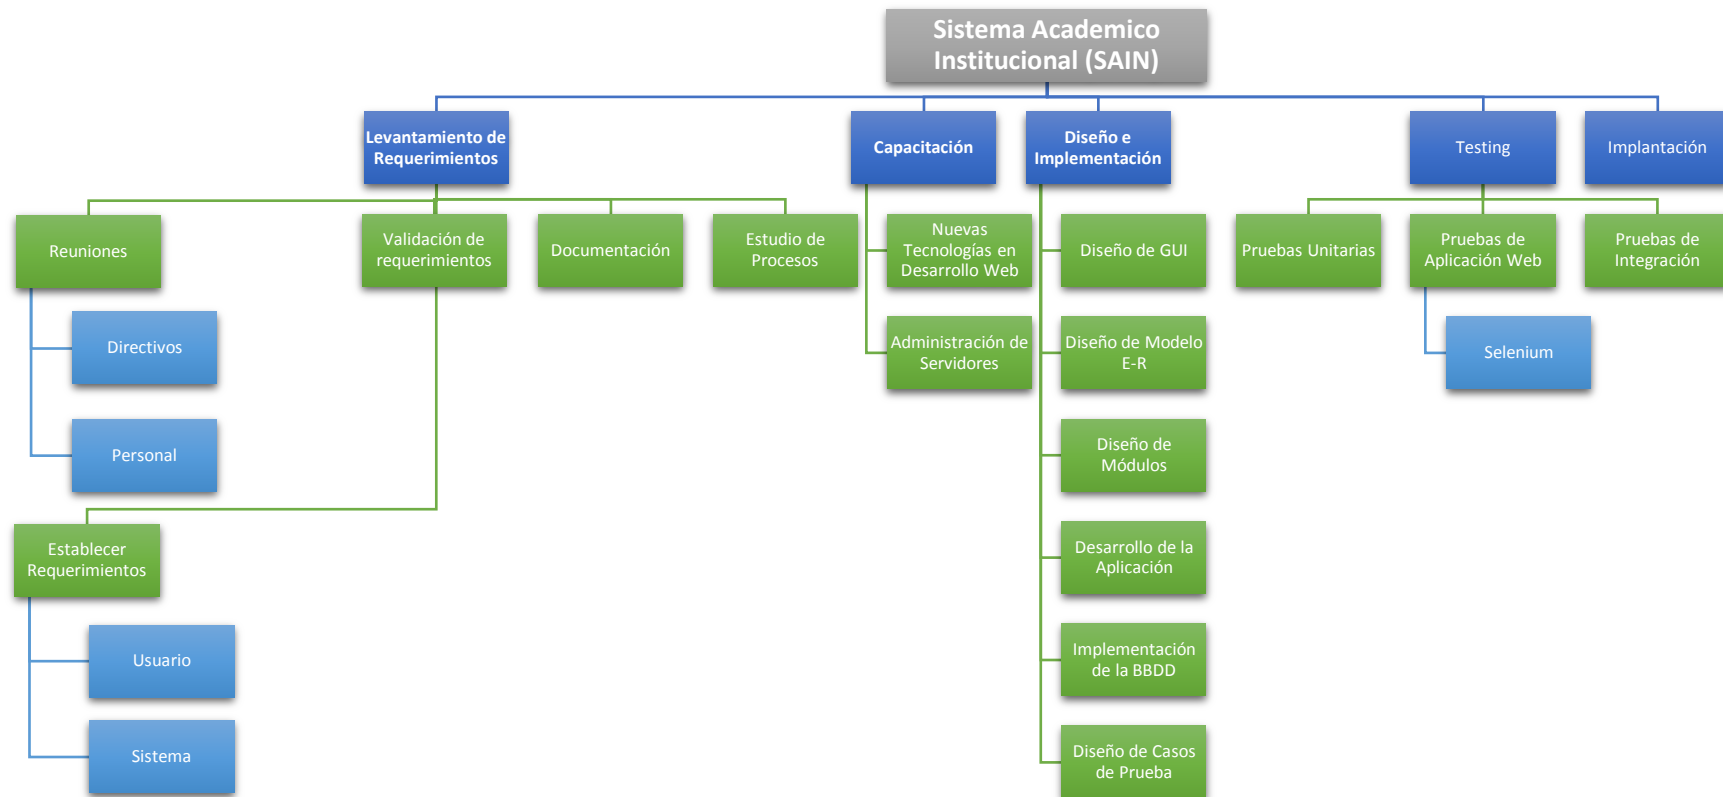 Sistema Academico
Institucional (SAIN)
Levantamiento de
Requerimientos
Capacitación
Diseño e
Implementación
Testing
Implantación
Reuniones
Validación de
requerimientos
Documentación
Estudio de
Procesos
Nuevas
Tecnologías en
Desarrollo Web
Diseño de GUI
Pruebas Unitarias
Pruebas de
Aplicación Web
Pruebas de
Integración
Directivos
Administración de
Servidores
Diseño de Modelo
E-R
Selenium
Personal
Diseño de
Módulos
Establecer
Requerimientos
Desarrollo de la
Aplicación
Usuario
Implementación
de la BBDD
Sistema
Diseño de Casos
de Prueba